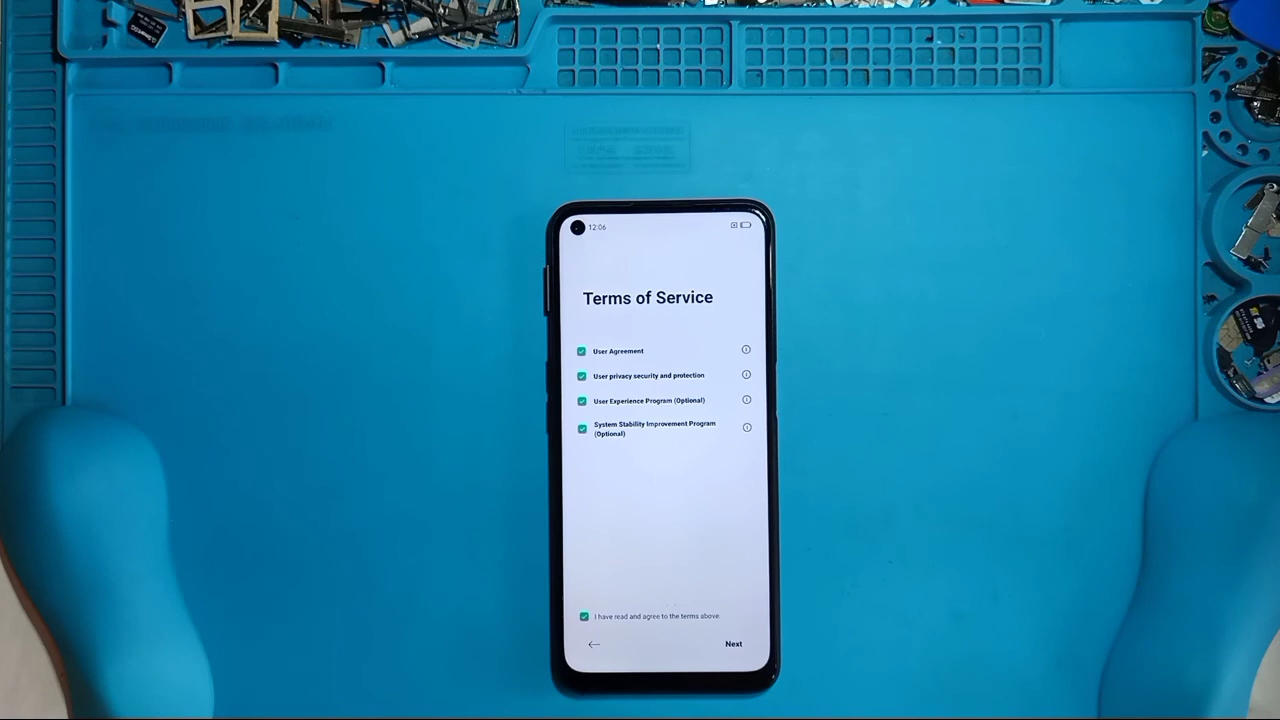 12:06
Terms of Service
User Agreement
User privacy security and protection
User Experience Program (Optional)
System Stability Improvement Program
(Optional)
I have read and agree to the terms above.
Next